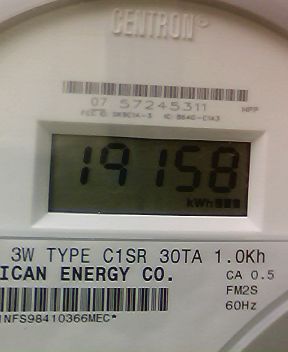 CENTRON®
07 57245311
19158
kWh
3W TYPE C1SR 30TA 1.0Kh
ICAN ENERGY CO.
CA 0.5
FM2S
60Hz
NFS98410366MEC*